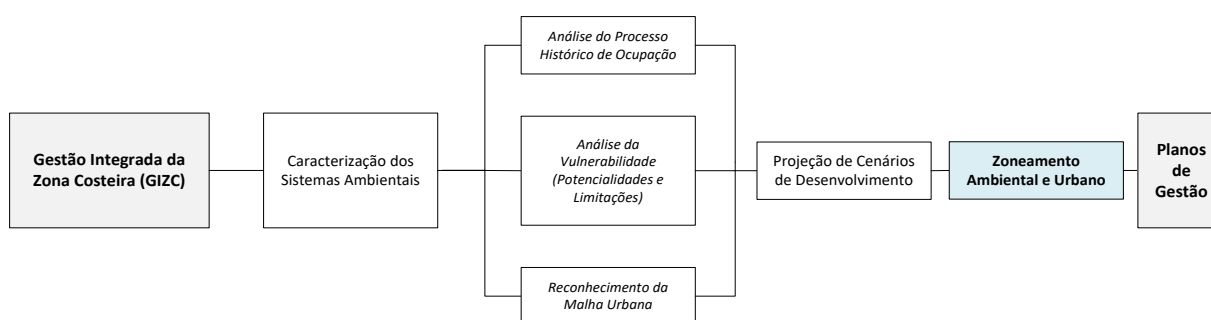 Gestão Integrada da
Zona Costeira (GIZC)
Caracterização dos
Sistemas Ambientais
Análise do Processo
Histórico de Ocupação
Análise da
Vulnerabilidade
(Potencialidades e
Limitações)
Reconhecimento da
Malha Urbana
Projeção de Cenários
de Desenvolvimento
Zoneamento
Ambiental e Urbano
Planos
de
Gestão